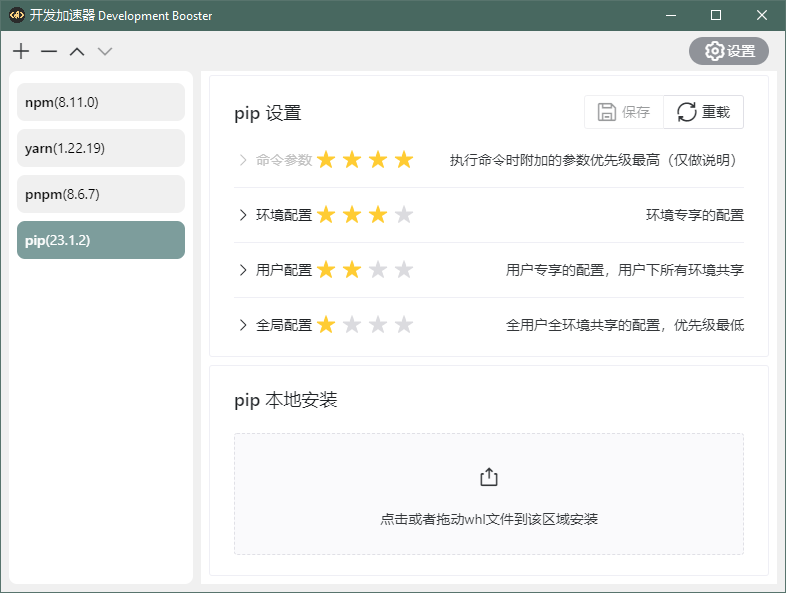 开发加速器 Development Booster
设置
npm(8.11.0)
yarn(1.22.19)
pnpm(8.6.7)
pip(23.1.2)
pip 设置
保存
重载
命令参数
执行命令时附加的参数优先级最高（仅做说明）
环境配置
环境专享的配置
用户配置
用户专享的配置，用户下所有环境共享
全局配置
全用户全环境共享的配置，优先级最低
pip 本地安装
点击或者拖动whl文件到该区域安装